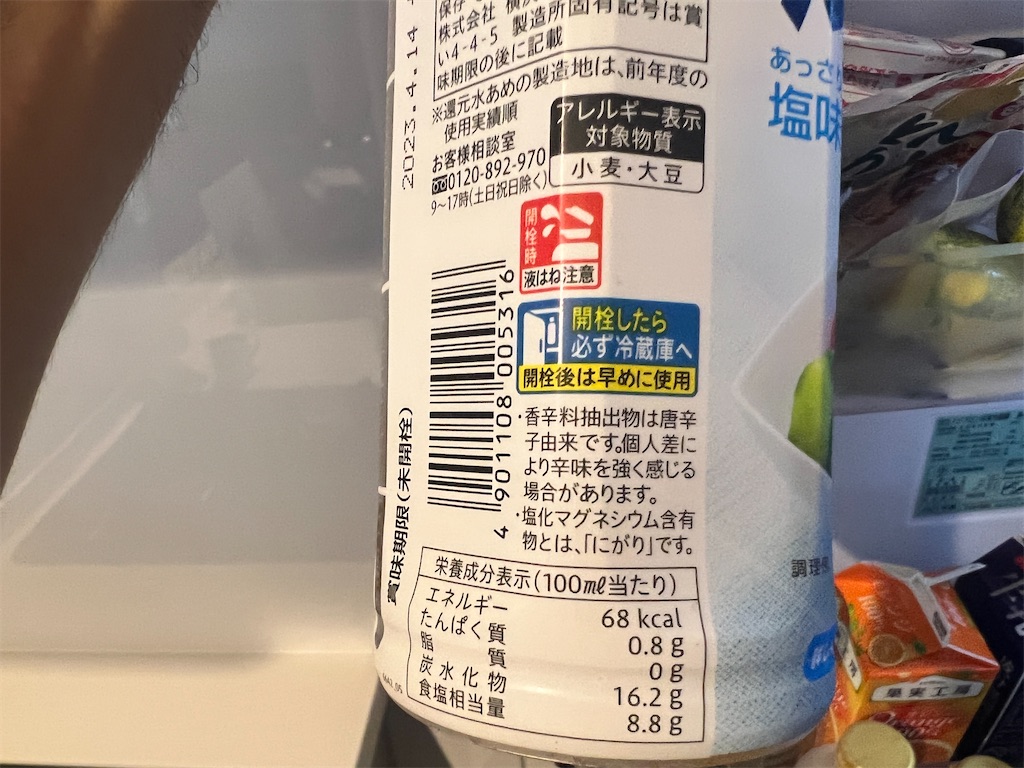 株式会社
い4-4-5 製造所固有記号は賞
味期限の後に記載
※還元水あめの製造地は、前年度の
使用実績順
お客様相談室
0120-892-970
9~17時(土日祝日除く)
アレルギー表示
対象物質
小麦・大豆
開栓時
液はね注意
開栓したら
必ず冷蔵庫へ
開栓後は早めに使用
4 901108 005316
・香辛料抽出物は唐辛
子由来です。個人差に
より辛味を強く感じる
場合があります。
・塩化マグネシウム含有
物とは、「にがり」です。
栄養成分表示(100ml当たり)
エネルギー 68 kcal
たんぱく質 0.8 g
脂質 0 g
炭水化物 16.2 g
食塩相当量 8.8 g
賞味期限(未開栓)
2023.4.14
あっさ
塩味
調理
果実工房